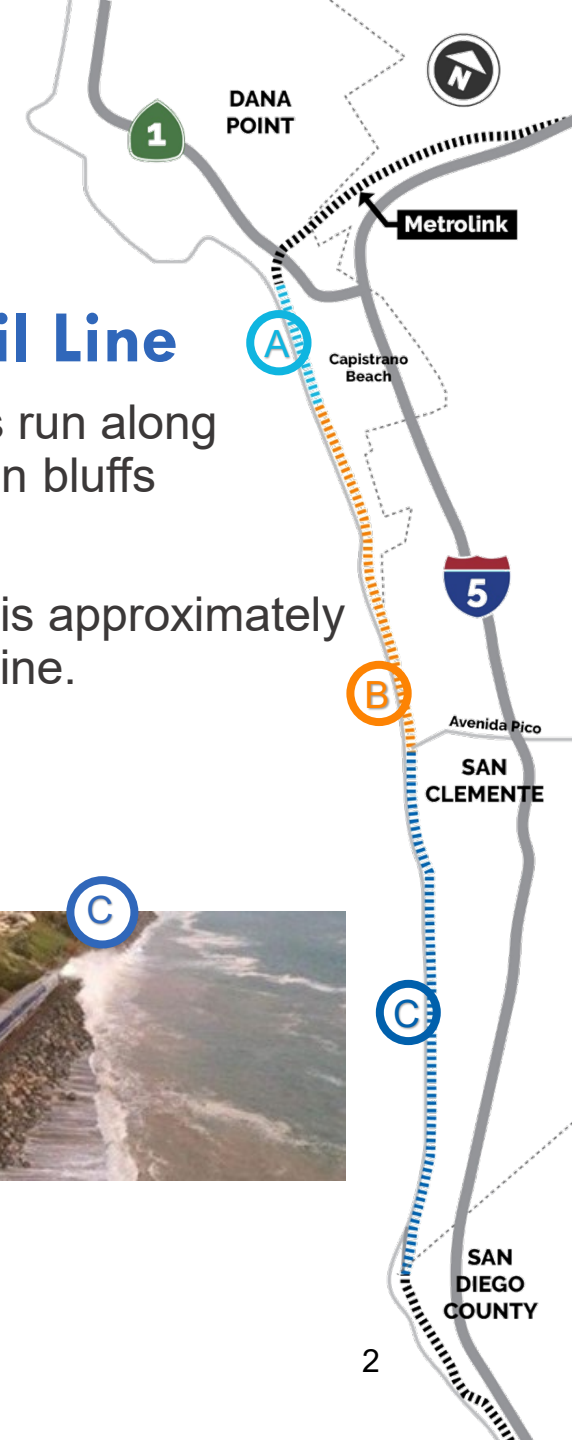 N
DANA
POINT
1
Metrolink
il Line
A
Capistrano
Beach
s run along
n bluffs
5
is approximately
ine.
B
Avenida Pico
SAN
CLEMENTE
C
C
SAN
DIEGO
COUNTY
2